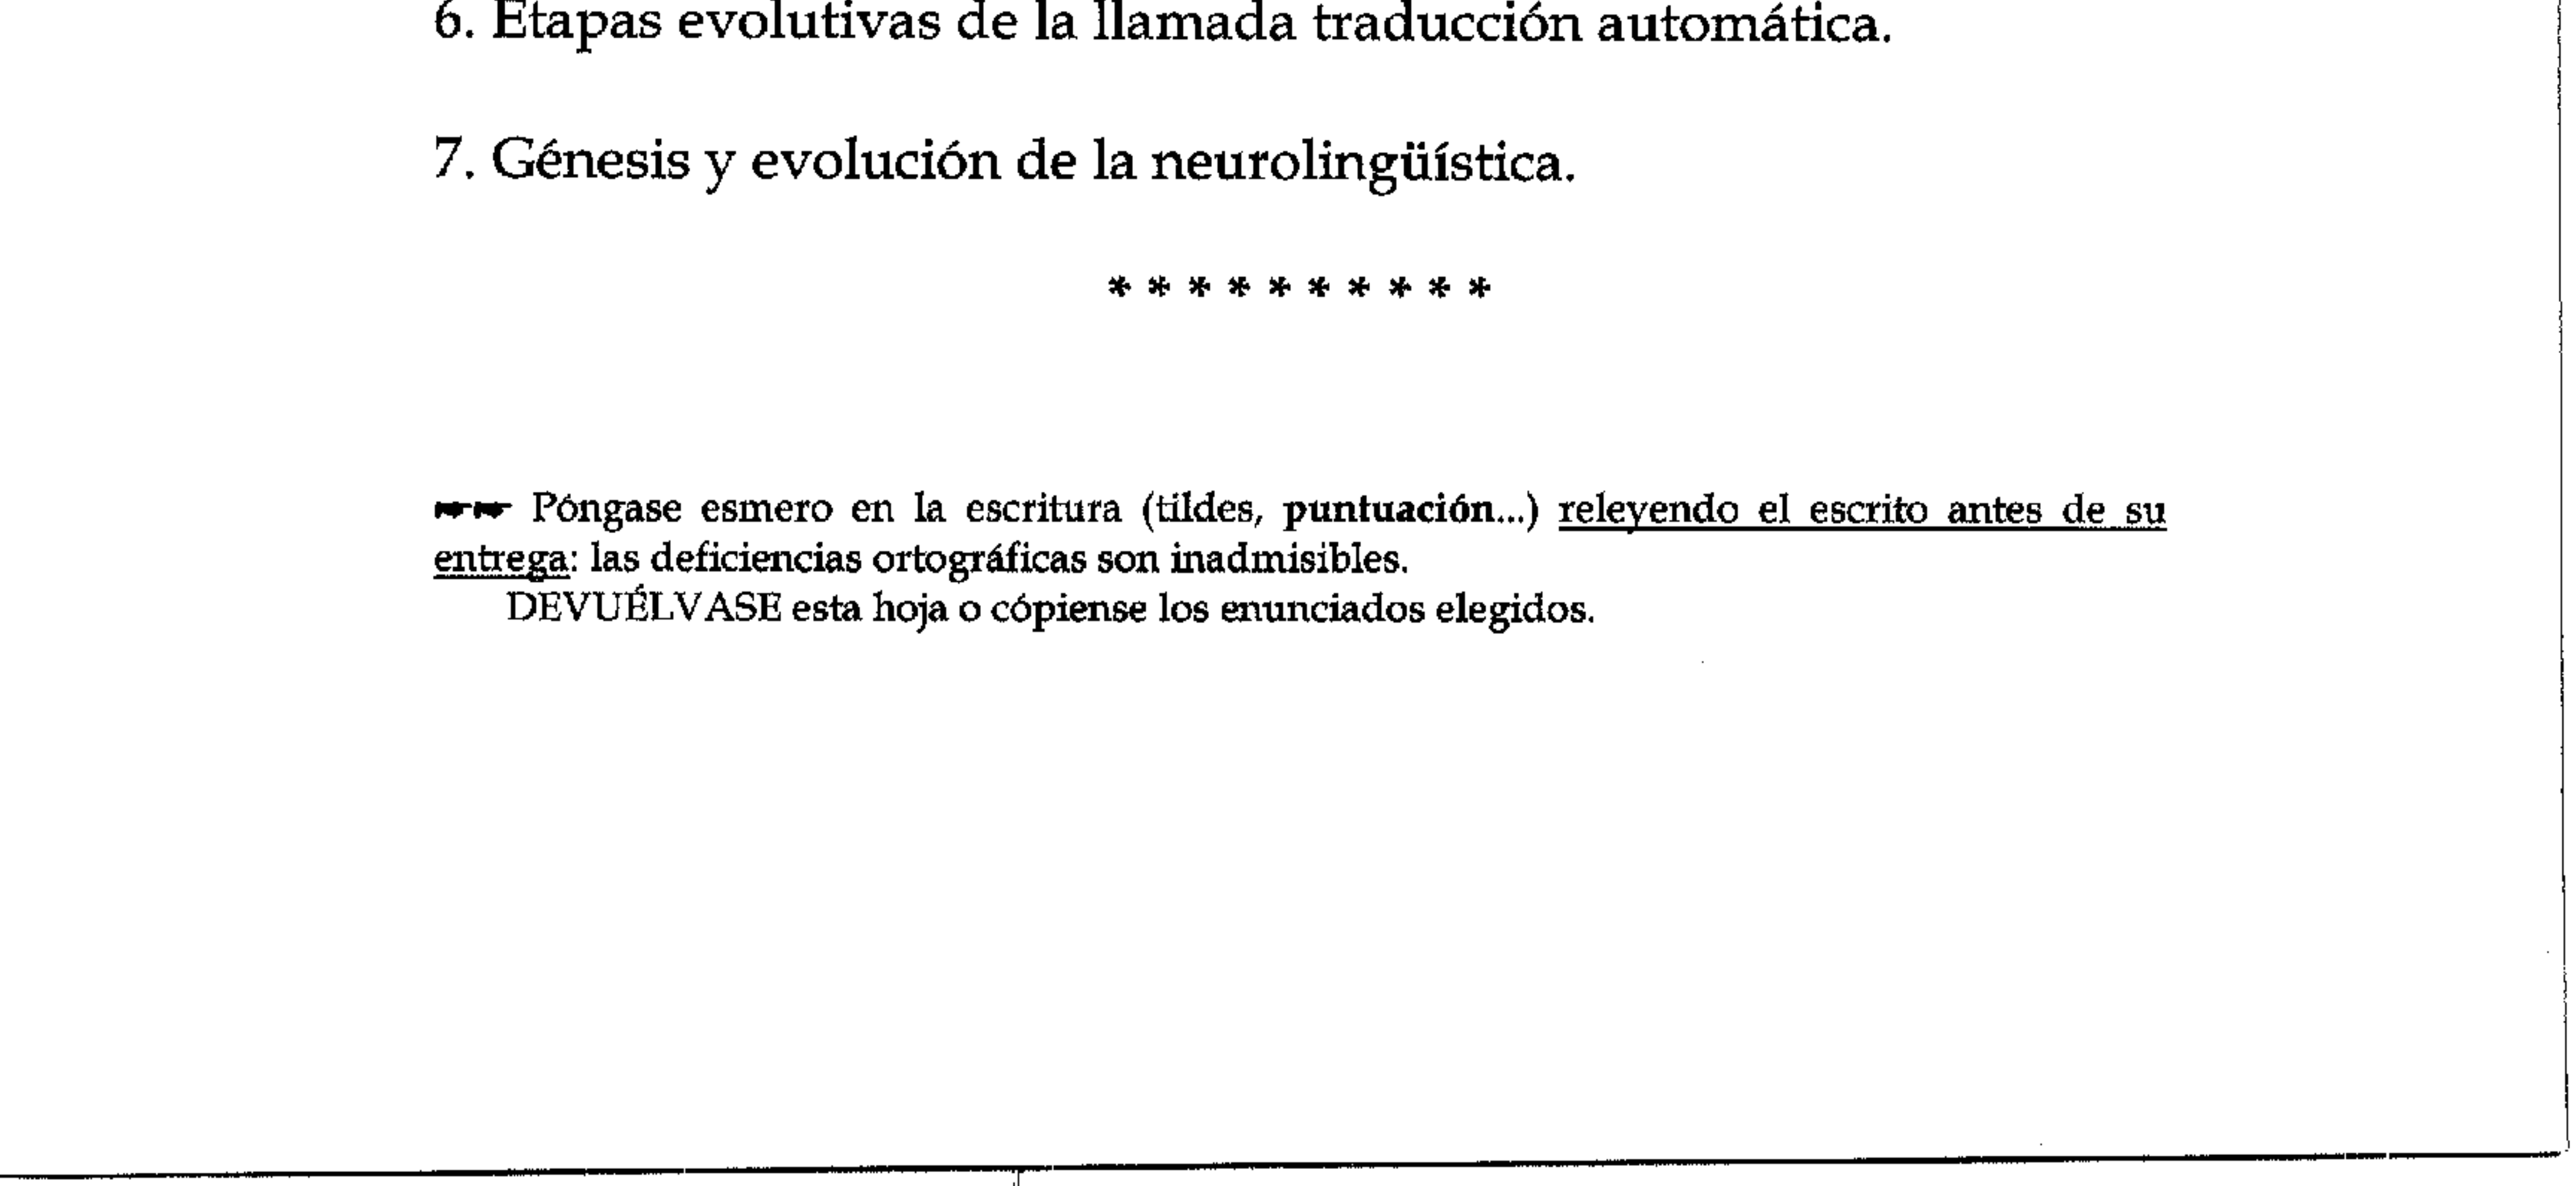 6. Etapas evolutivas de la llamada traducción automática.
7. Génesis y evolución de la neurolingüística.
* * * * * * * * * *
Póngase esmero en la escritura (tildes, puntuación...) releyendo el escrito antes de su
entrega: las deficiencias ortográficas son inadmisibles.
DEVUÉLVASE esta hoja o cópiense los enunciados elegidos.